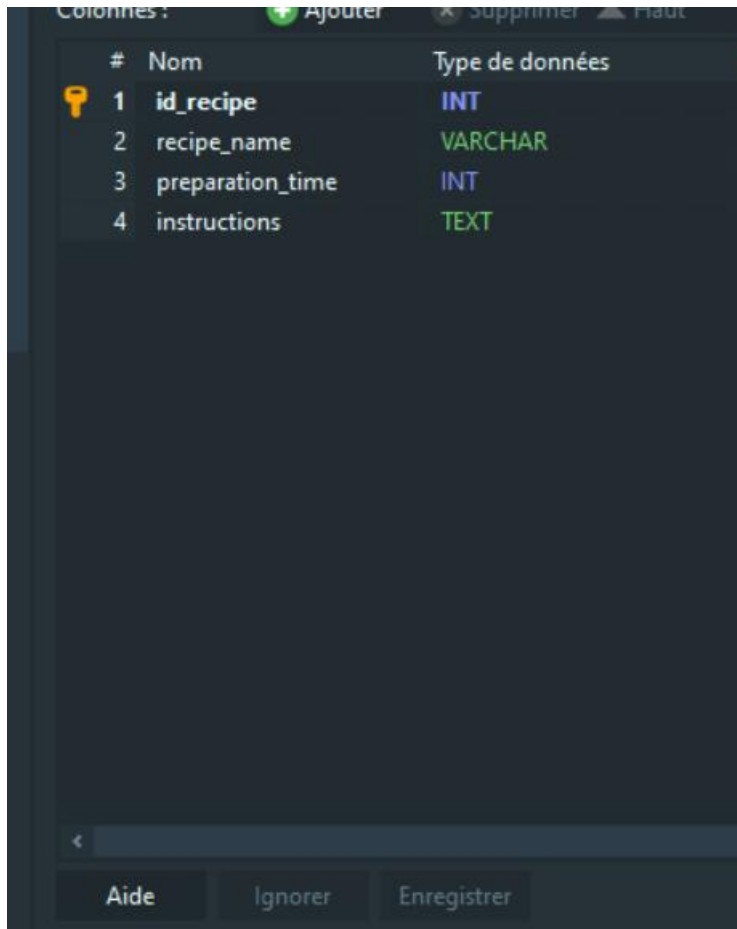 Colonnes : Ajouter Supprimer Haut
# Nom Type de données
1 id_recipe INT
2 recipe_name VARCHAR
3 preparation_time INT
4 instructions TEXT
Aide Ignorer Enregistrer